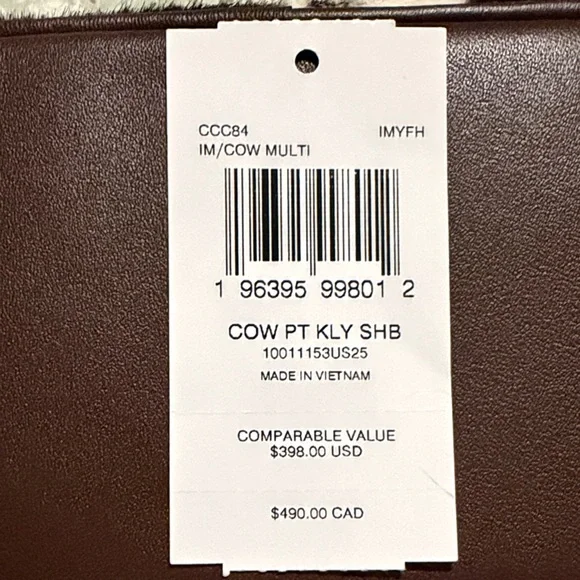 CCC84 IMYFH
IM/COW MULTI
1 96395 99801 2
COW PT KLY SHB
10011153US25
MADE IN VIETNAM
COMPARABLE VALUE
$398.00 USD
$490.00 CAD